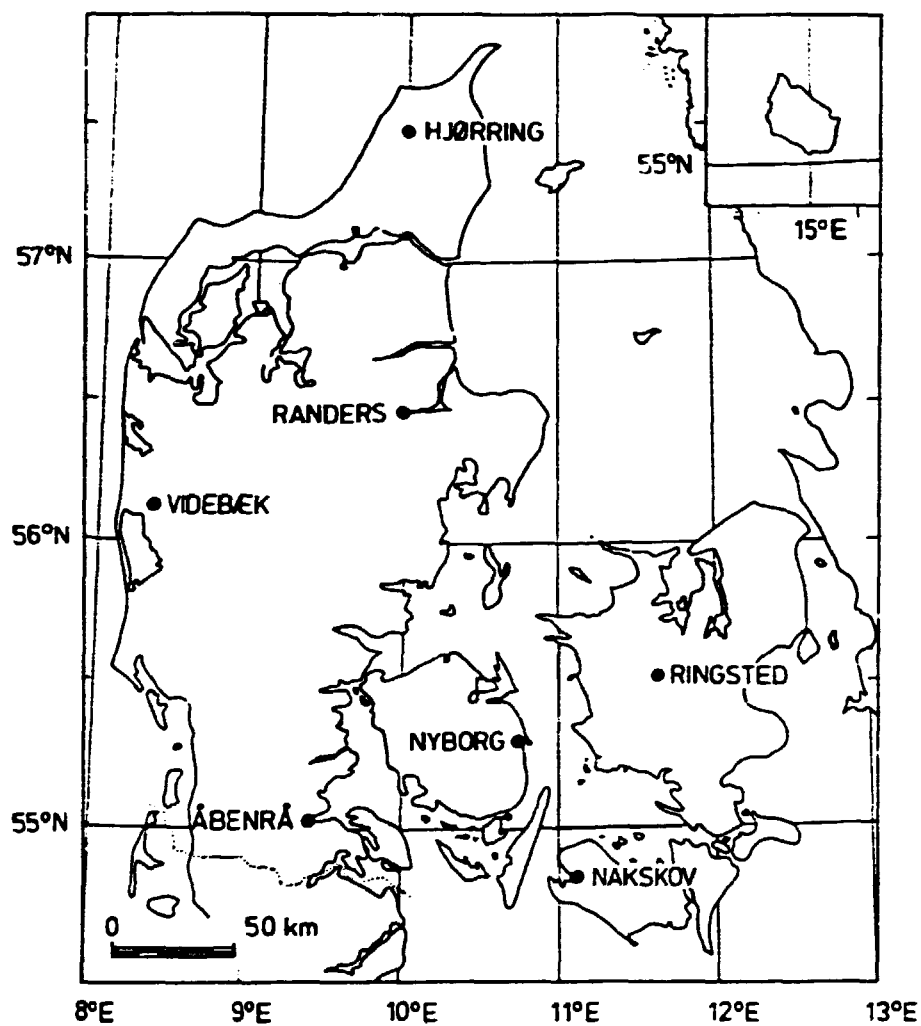 HJØRRING
55°N
15°E
57°N
RANDERS
VIDEBÆK
56°N
RINGSTED
NYBORG
ÅBENRÅ
55°N
NAKSKOV
0 50 km
8°E 9°E 10°E 11°E 12°E 13°E